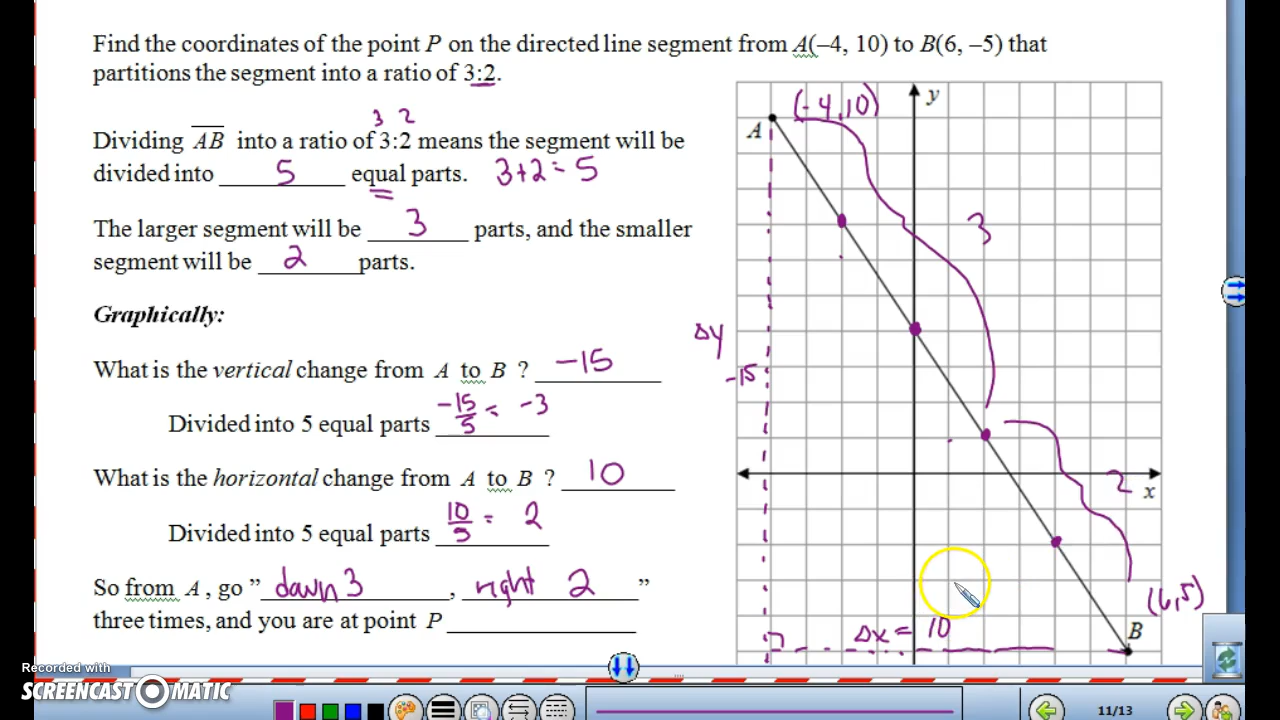 Find the coordinates of the point P on the directed line segment from A(–4, 10) to B(6, –5) that
partitions the segment into a ratio of 3:2.
3 2
Dividing AB into a ratio of 3:2 means the segment will be
divided into 5 equal parts. 3+2=5
The larger segment will be 3 parts, and the smaller
segment will be 2 parts.
Graphically:
What is the vertical change from A to B ? -15
Divided into 5 equal parts -15/5 = -3
What is the horizontal change from A to B ? 10
Divided into 5 equal parts 10/5 = 2
So from A, go " down 3, right 2 "
three times, and you are at point P
(-4,10)
y
A
3
Δy
-15
2
x
(6,5)
B
Δx = 10
Recorded with
SCREENCAST O MATIC
11/13